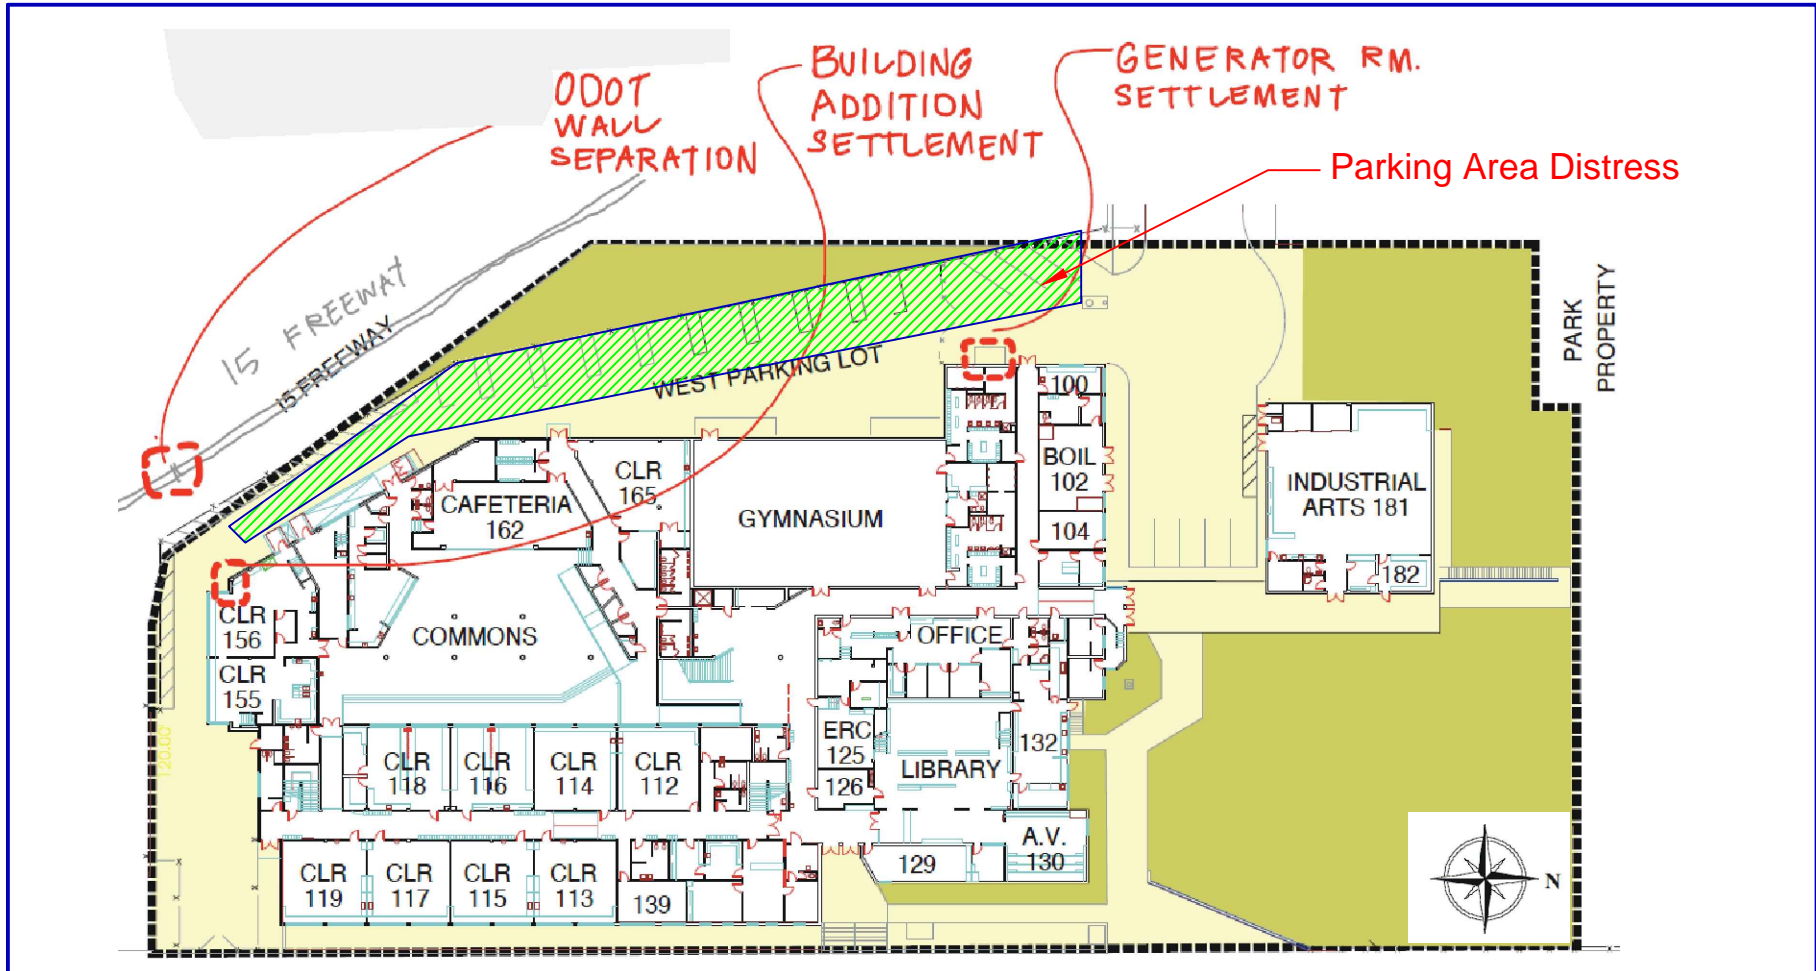 ODOT
WALL
SEPARATION
BUILDING
ADDITION
SETTLEMENT
GENERATOR RM.
SETTLEMENT
Parking Area Distress
15 FREEWAY
15 FREEWAY
WEST PARKING LOT
PARK
PROPERTY
100
CLR
165
BOIL
102
CAFETERIA
162
GYMNASIUM
104
INDUSTRIAL
ARTS 181
182
CLR
156
COMMONS
OFFICE
CLR
155
120.00
CLR
118
CLR
116
CLR
114
CLR
112
ERC
125
126
LIBRARY
132
CLR
119
CLR
117
CLR
115
CLR
113
139
129
A.V.
130
N